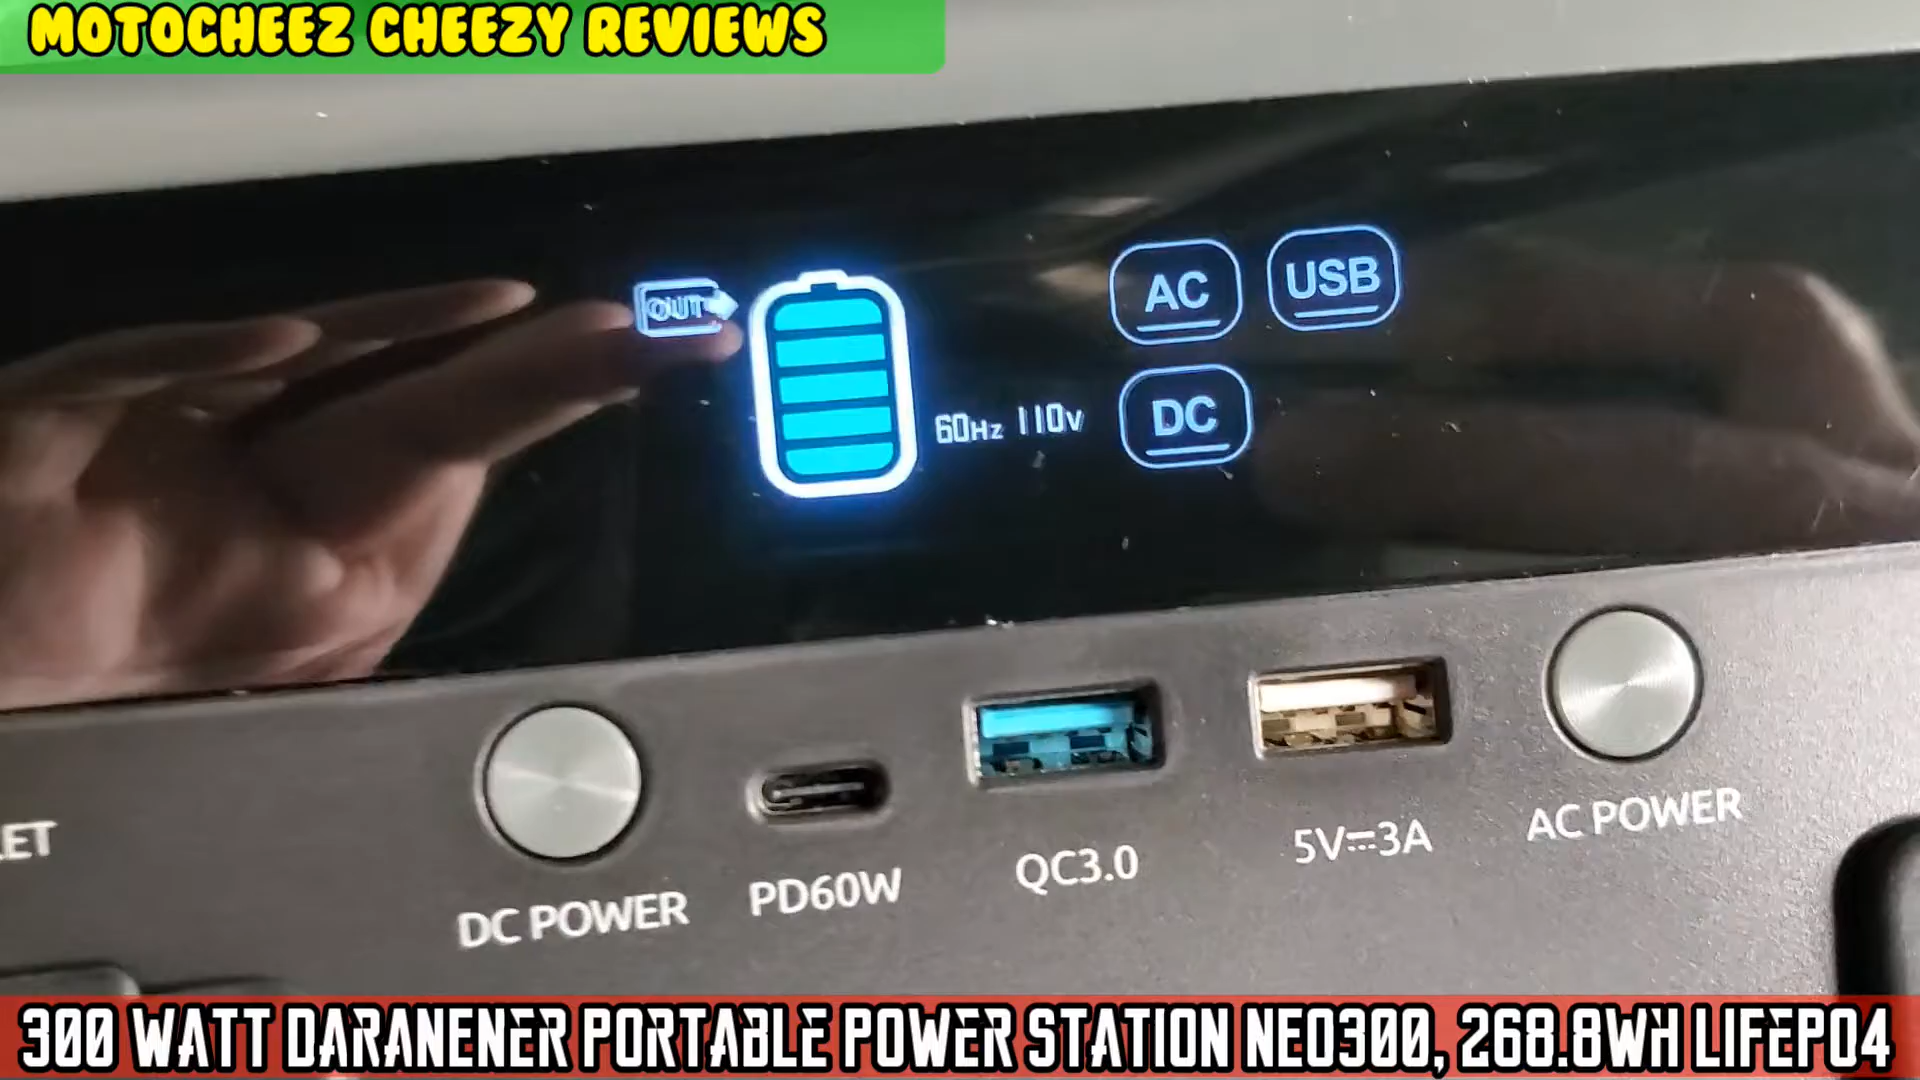 MOTOCHEEZ CHEEZY REVIEWS
OUT
AC
USB
60Hz 110V
DC
LET
DC POWER
PD60W
QC3.0
5V⎓3A
AC POWER
300 WATT DARANENER PORTABLE POWER STATION NEO300, 268.8WH LIFEPO4